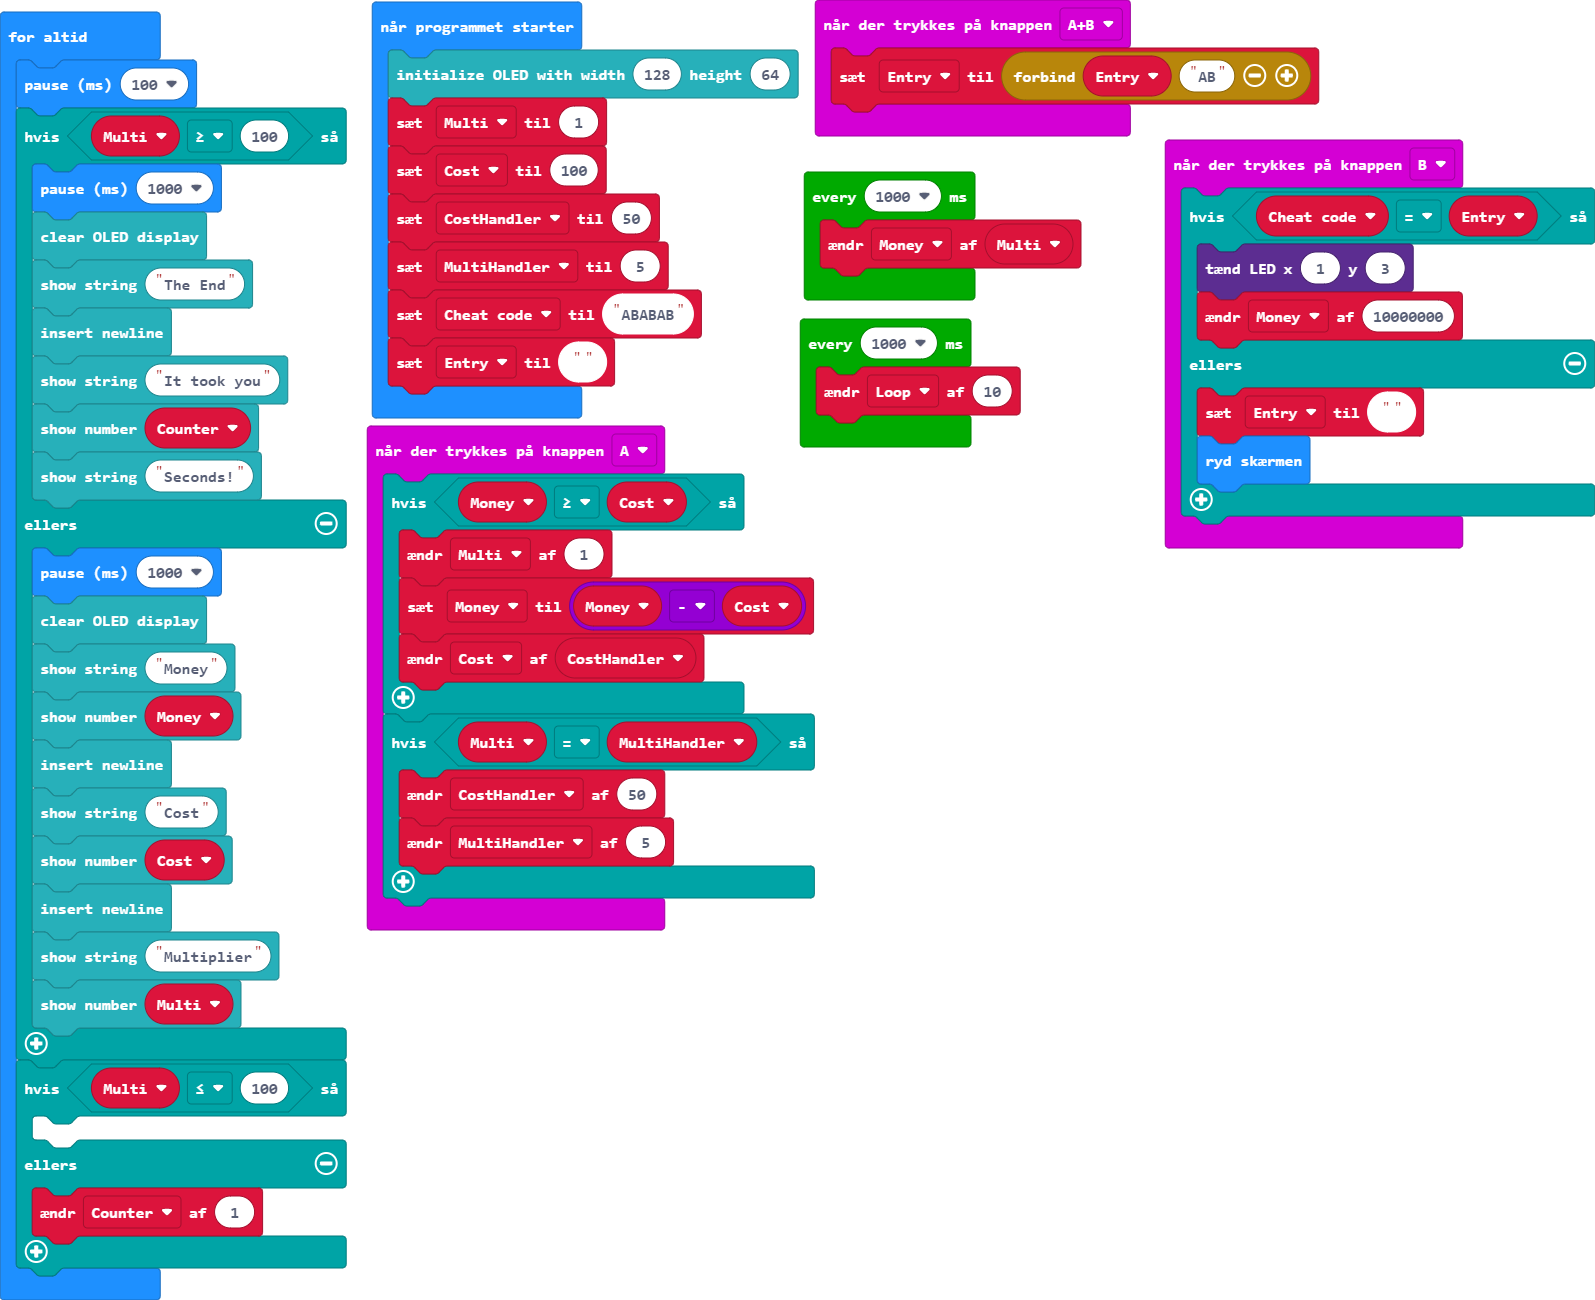 for altid
pause (ms) 100
hvis Multi ≥ 100 så
pause (ms) 1000
clear OLED display
show string "The End"
insert newline
show string "It took you"
show number Counter
show string "Seconds!"
ellers
pause (ms) 1000
clear OLED display
show string "Money"
show number Money
insert newline
show string "Cost"
show number Cost
insert newline
show string "Multiplier"
show number Multi
hvis Multi ≤ 100 så
ellers
ændr Counter af 1
når programmet starter
initialize OLED with width 128 height 64
sæt Multi til 1
sæt Cost til 100
sæt CostHandler til 50
sæt MultiHandler til 5
sæt Cheat code til "ABABAB"
sæt Entry til " "
når der trykkes på knappen A
hvis Money ≥ Cost så
ændr Multi af 1
sæt Money til Money - Cost
ændr Cost af CostHandler
hvis Multi = MultiHandler så
ændr CostHandler af 50
ændr MultiHandler af 5
når der trykkes på knappen A+B
sæt Entry til forbind Entry "AB"
every 1000 ms
ændr Money af Multi
every 1000 ms
ændr Loop af 10
når der trykkes på knappen B
hvis Cheat code = Entry så
tænd LED x 1 y 3
ændr Money af 10000000
ellers
sæt Entry til " "
ryd skærmen